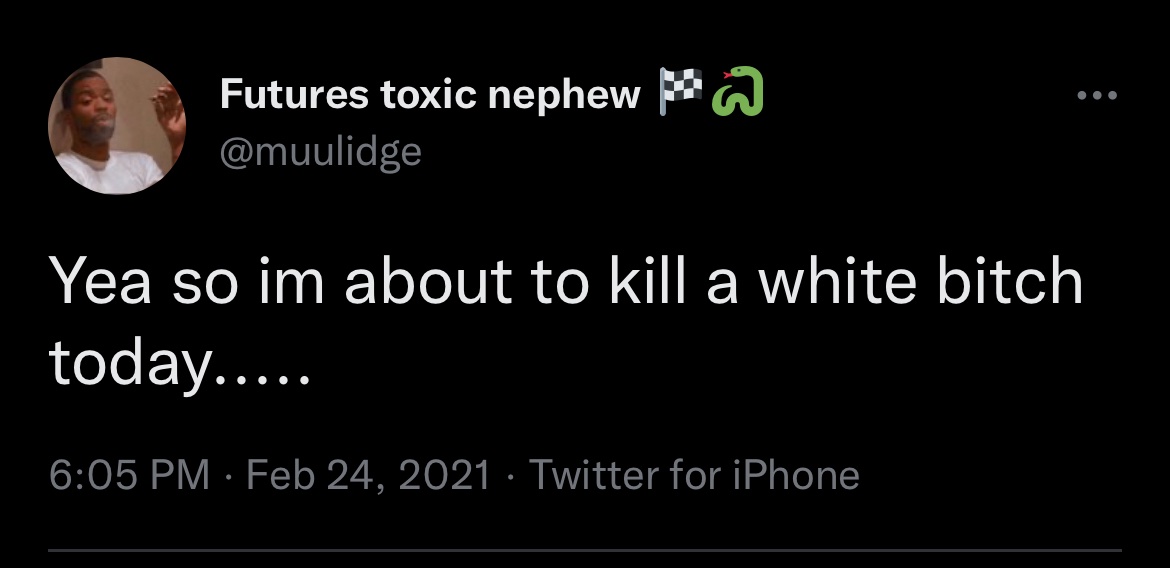 Futures toxic nephew 🏁🐍
@muulidge
Yea so im about to kill a white bitch
today.....
6:05 PM · Feb 24, 2021 · Twitter for iPhone